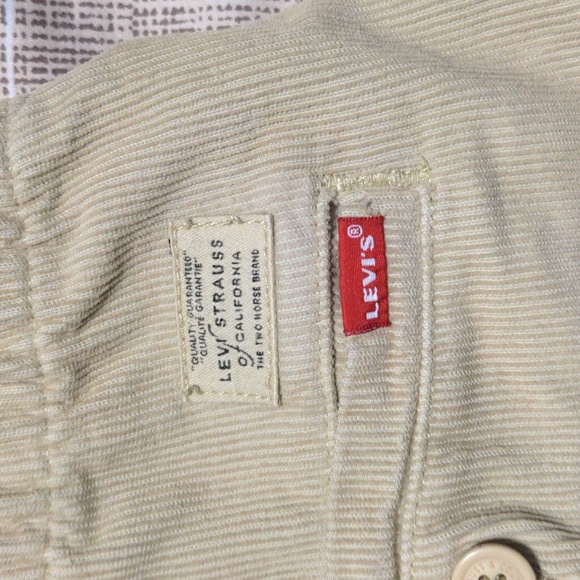 "QUALITY GUARANTEED"
"QUALITÉ GARANTIE"
LEVI STRAUSS
of CALIFORNIA
THE TWO HORSE BRAND
LEVI'S®